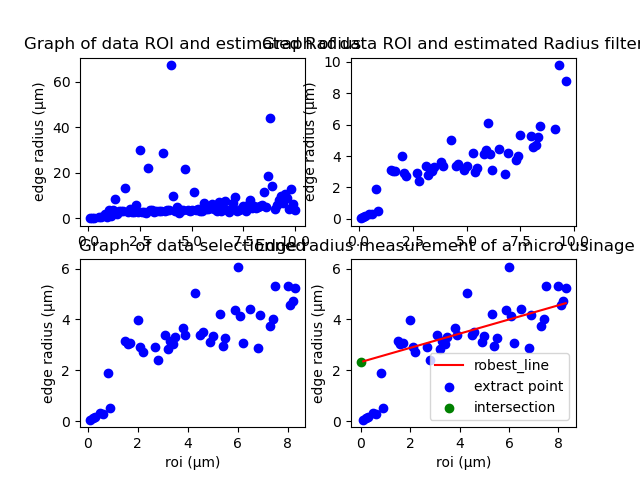 Graph of data ROI and estimated Radius
Graph of data ROI and estimated Radius filter
edge radius (μm)
60
40
20
0
0.0 2.5 5.0 7.5 10.0
edge radius (μm)
10
8
6
4
2
0
0.0 2.5 5.0 7.5 10.0
Graph of data selectionned
Edge radius measurement of a micro usinage
edge radius (μm)
6
4
2
0
0 2 4 6 8
roi (μm)
edge radius (μm)
6
4
2
0
0 2 4 6 8
roi (μm)
robest_line
extract point
intersection